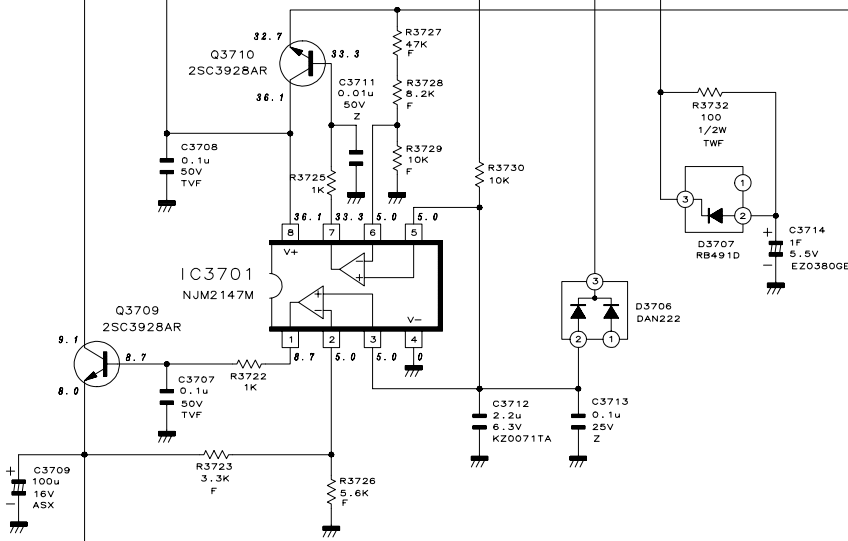 32.7
Q3710
2SC3928AR
33.3
36.1
R3727
47K
F
C3711
0.01u
50V
Z
R3728
8.2K
F
R3732
100
1/2W
TWF
C3708
0.1u
50V
TVF
R3729
10K
F
R3725
1K
R3730
10K
1
3
2
D3707
RB491D
+
C3714
1F
5.5V
EZ0380GE
-
36.1 33.3 5.0 5.0
8 7 6 5
V+
- +
IC3701
NJM2147M
+
-
V-
1 2 3 4
8.7 5.0 5.0 0
3
D3706
DAN222
2 1
Q3709
2SC3928AR
9.1
8.7
8.0
R3722
1K
C3707
0.1u
50V
TVF
C3712
2.2u
6.3V
KZ0071TA
C3713
0.1u
25V
Z
+
C3709
100u
16V
ASX
-
R3723
3.3K
F
R3726
5.6K
F